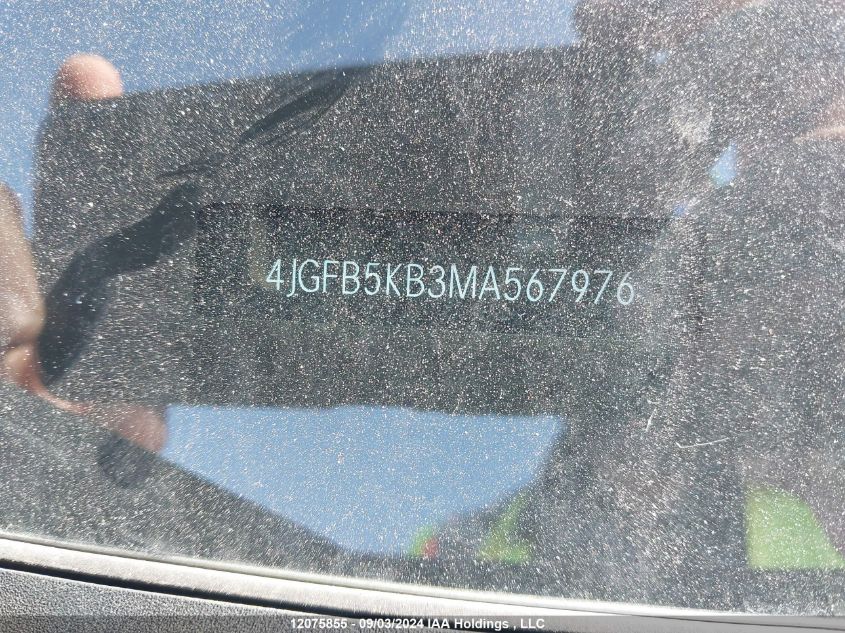 4JGFB5KB3MA567976
12075855 - 09/03/2024 IAA Holdings , LLC